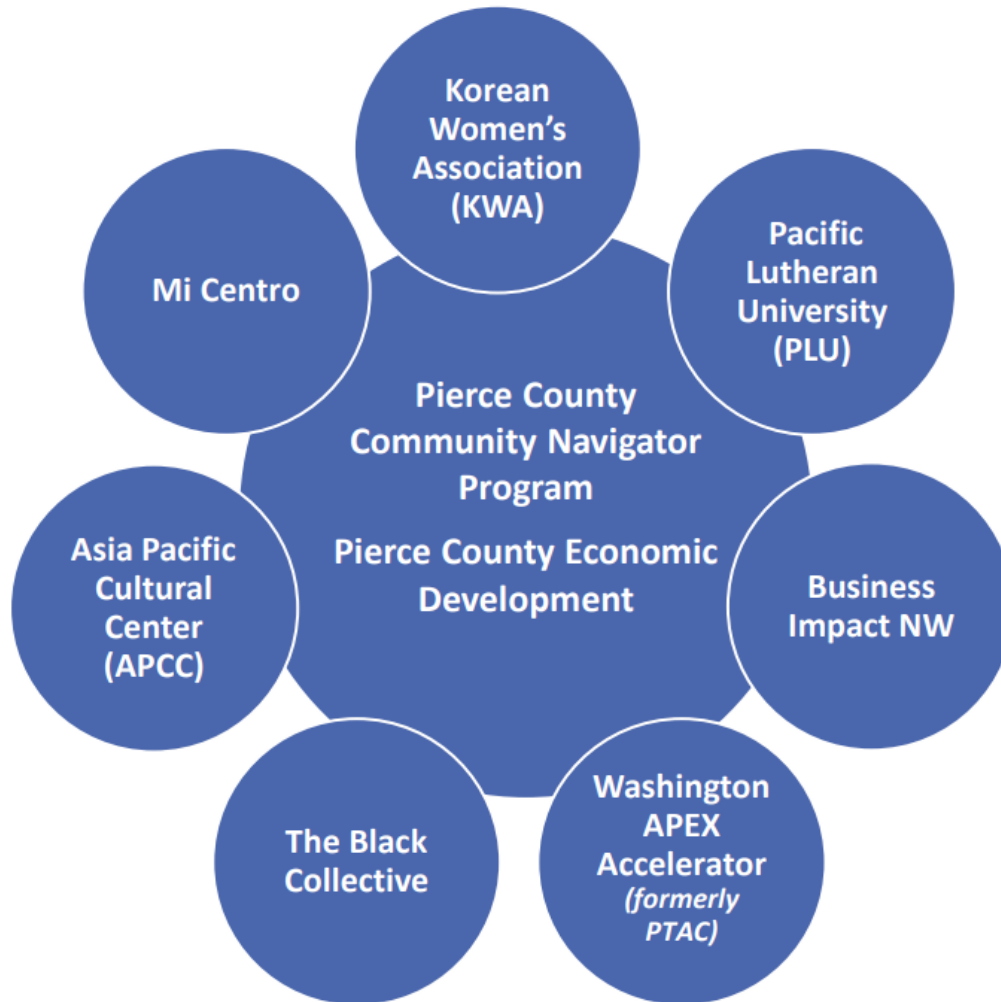 Korean
Women’s
Association
(KWA)
Pacific
Lutheran
University
(PLU)
Business
Impact NW
Washington
APEX
Accelerator
(formerly
PTAC)
The Black
Collective
Asia Pacific
Cultural
Center
(APCC)
Mi Centro
Pierce County
Community Navigator
Program
Pierce County Economic
Development